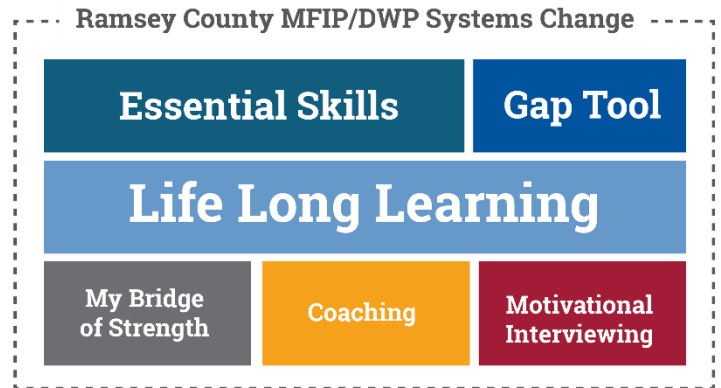 Ramsey County MFIP/DWP Systems Change
Essential Skills
Gap Tool
Life Long Learning
My Bridge
of Strength
Coaching
Motivational
Interviewing